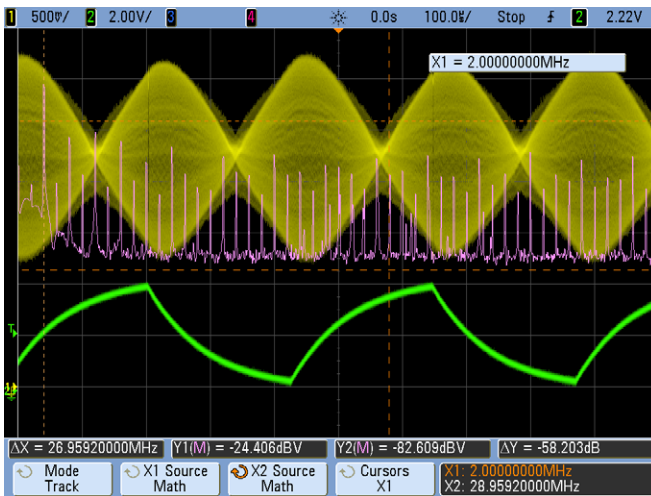 1 500mV/ 2 2.00V/ 3 4 0.0s 100.0µ/ Stop 2 2.22V
X1 = 2.00000000MHz
T
ΔX = 26.95920000MHz Y1(M) = -24.406dBV Y2(M) = -82.609dBV ΔY = -58.203dB
Mode X1 Source X2 Source Cursors X1: 2.00000000MHz
Track Math Math X1 X2: 28.95920000MHz